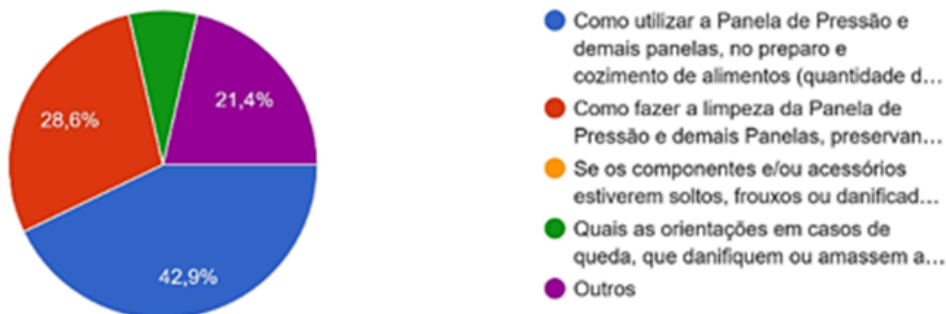 28,6%
21,4%
42,9%
Como utilizar a Panela de Pressão e
demais panelas, no preparo e
cozimento de alimentos (quantidade d...
Como fazer a limpeza da Panela de
Pressão e demais Panelas, preservan...
Se os componentes e/ou acessórios
estiverem soltos, frouxos ou danificad...
Quais as orientações em casos de
queda, que danifiquem ou amassem a...
Outros